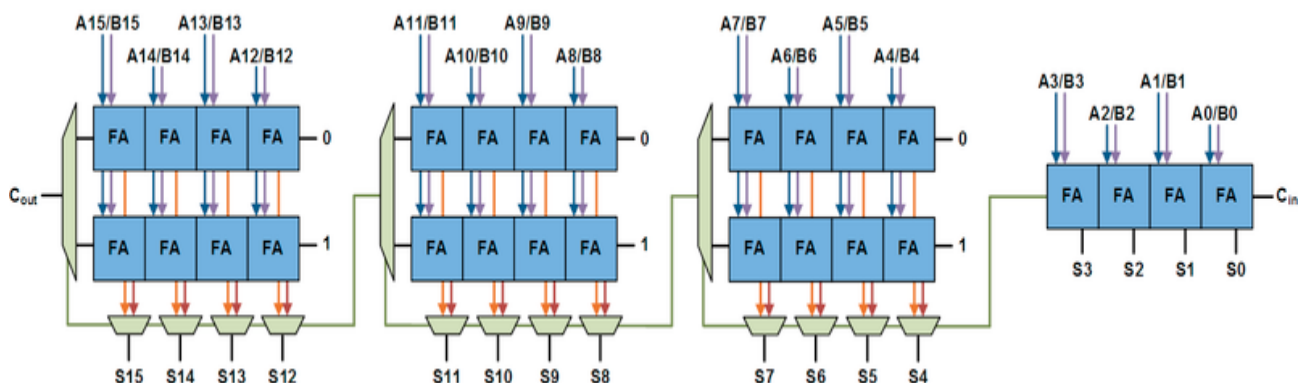 A15/B15 A13/B13 A11/B11 A9/B9 A7/B7 A5/B5
A14/B14 A12/B12 A10/B10 A8/B8 A6/B6 A4/B4
A3/B3 A1/B1
A2/B2 A0/B0
FA FA FA FA 0 FA FA FA FA 0 FA FA FA FA 0
Cout FA FA FA FA Cin
FA FA FA FA 1 FA FA FA FA 1 FA FA FA FA 1
S3 S2 S1 S0
S15 S14 S13 S12 S11 S10 S9 S8 S7 S6 S5 S4